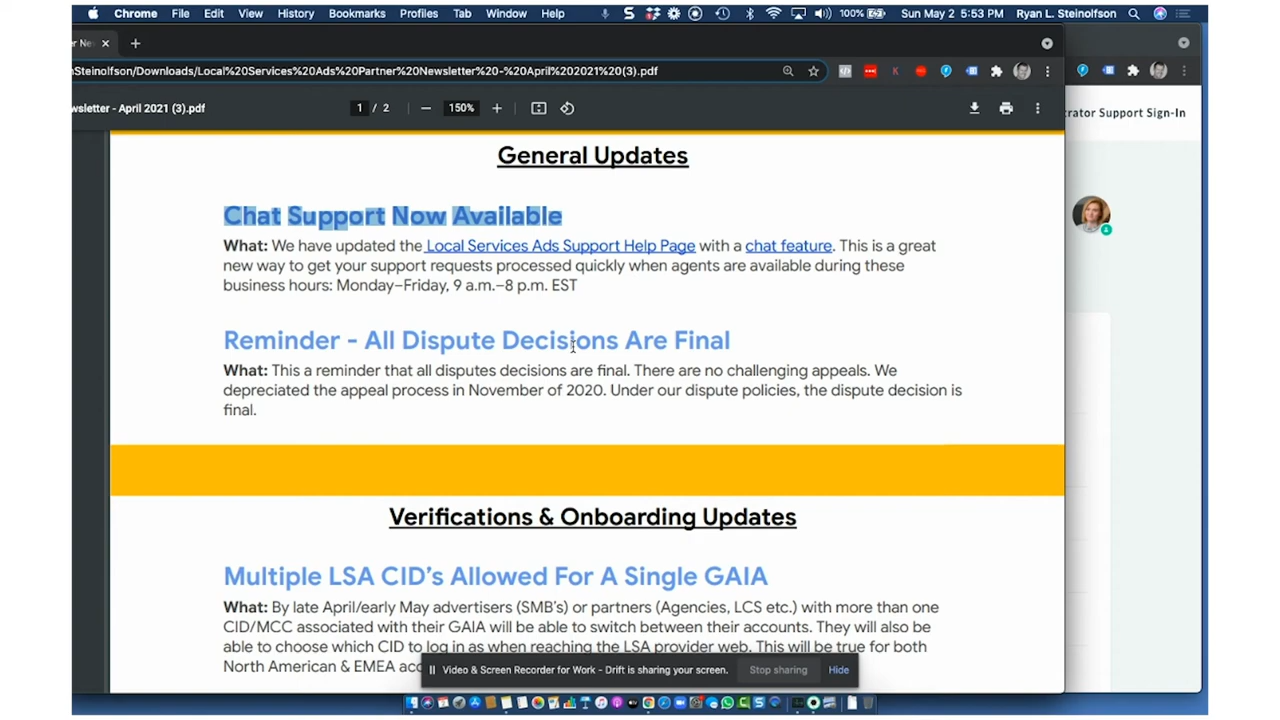 Chrome File Edit View History Bookmarks Profiles Tab Window Help 100% Sun May 2 5:53 PM Ryan L. Steinolfson
Steinolfson/Downloads/Local%20Services%20Ads%20Partner%20Newsletter%20-%20April%202021%20(3).pdf
wsletter - April 2021 (3).pdf 1 / 2 150%
trator Support Sign-In
General Updates
Chat Support Now Available
What: We have updated the Local Services Ads Support Help Page with a chat feature. This is a great
new way to get your support requests processed quickly when agents are available during these
business hours: Monday–Friday, 9 a.m.–8 p.m. EST
Reminder - All Dispute Decisions Are Final
What: This a reminder that all disputes decisions are final. There are no challenging appeals. We
depreciated the appeal process in November of 2020. Under our dispute policies, the dispute decision is
final.
Verifications & Onboarding Updates
Multiple LSA CID’s Allowed For A Single GAIA
What: By late April/early May advertisers (SMB’s) or partners (Agencies, LCS etc.) with more than one
CID/MCC associated with their GAIA will be able to switch between their accounts. They will also be
able to choose which CID to log in as when reaching the LSA provider web. This will be true for both
North American & EMEA acc
Video & Screen Recorder for Work - Drift is sharing your screen. Stop sharing Hide